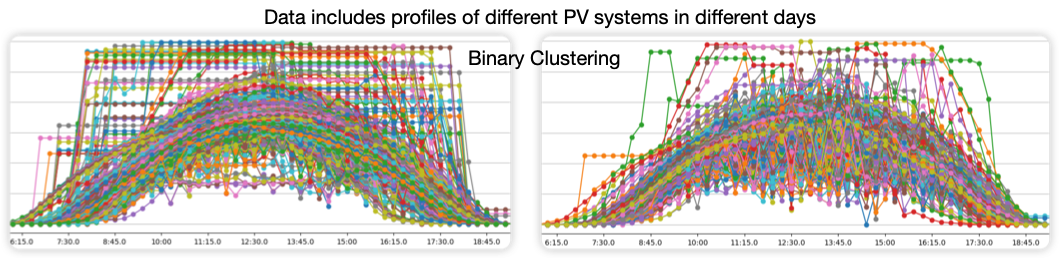 Data includes profiles of different PV systems in different days
Binary Clustering
6:15.0 7:30.0 8:45.0 10:00 11:15.0 12:30.0 13:45.0 15:00 16:15.0 17:30.0 18:45.0
6:15.0 7:30.0 8:45.0 10:00 11:15.0 12:30.0 13:45.0 15:00 16:15.0 17:30.0 18:45.0